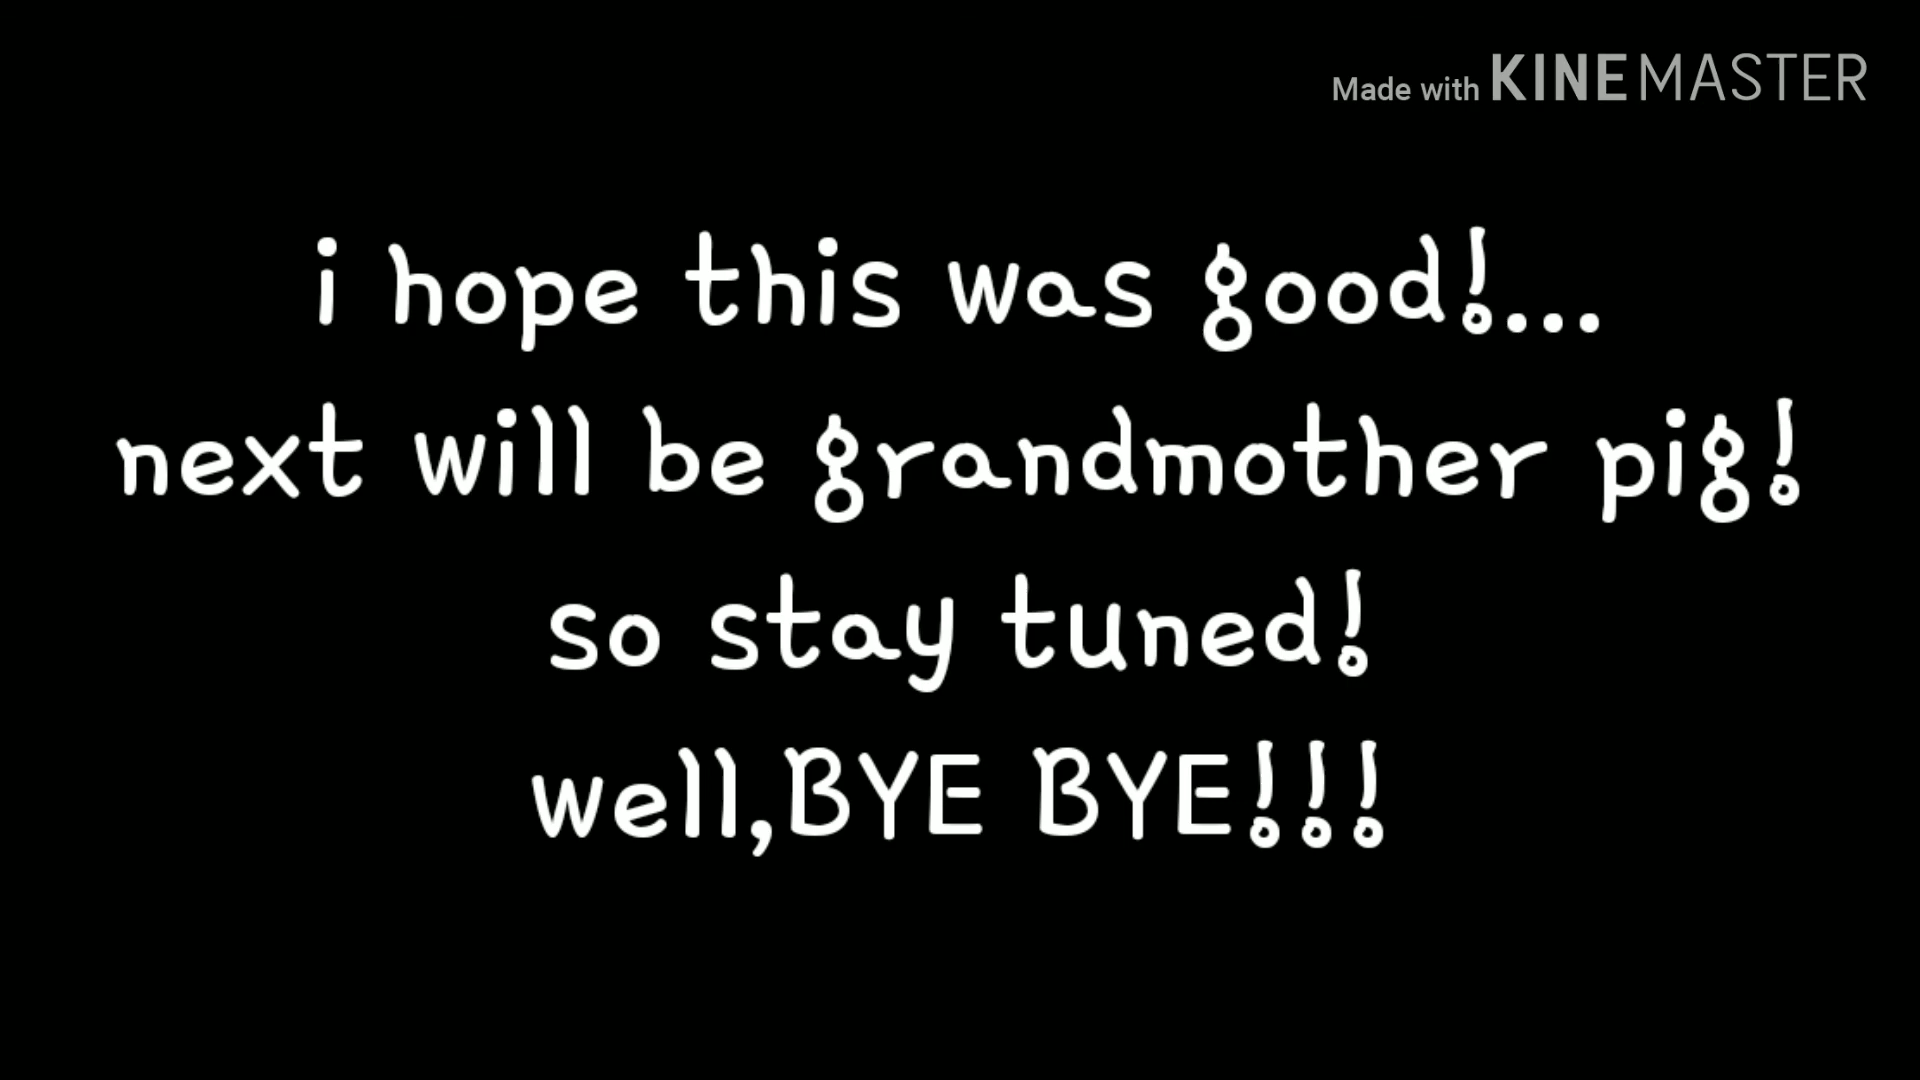 Made with KINEMASTER
i hope this was good!...
next will be grandmother pig!
so stay tuned!
well,BYE BYE!!!